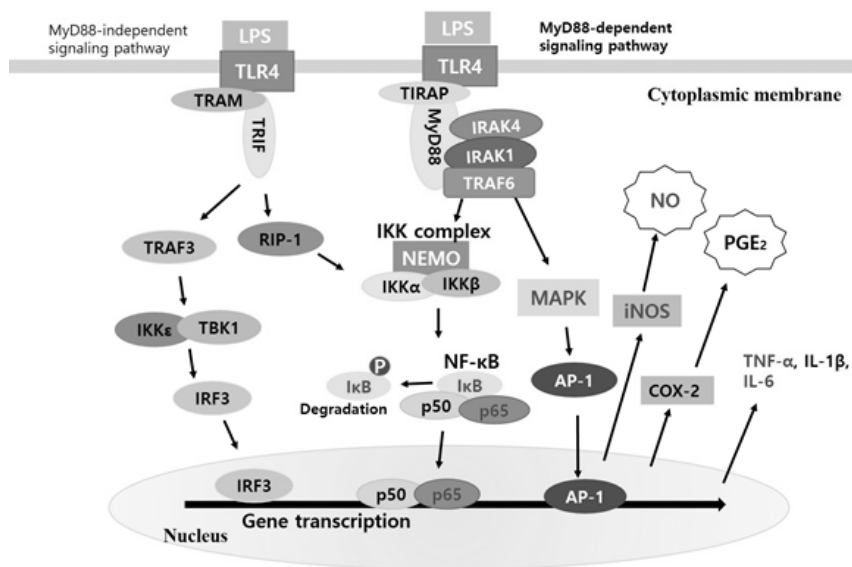 MyD88-independent
signaling pathway
LPS
TLR4
TRAM
TRIF
LPS
TLR4
TIRAP
MyD88
MyD88-dependent
signaling pathway
Cytoplasmic membrane
IRAK4
IRAK1
TRAF6
TRAF3
RIP-1
IKK complex
NEMO
IKKα
IKKβ
MAPK
iNOS
NO
PGE₂
IKKε
TBK1
IRF3
P
IκB
Degradation
NF-κB
IκB
p50
p65
AP-1
COX-2
TNF-α, IL-1β,
IL-6
IRF3
p50
p65
AP-1
Gene transcription
Nucleus